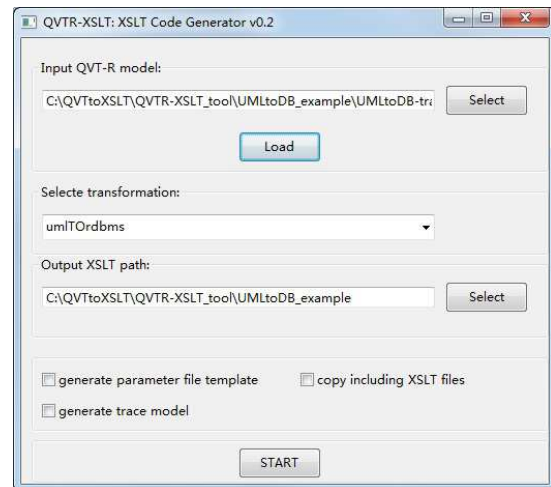 QVTR-XSLT: XSLT Code Generator v0.2
Input QVT-R model:
C:\QVTtoXSLT\QVTR-XSLT_tool\UMLtoDB_example\UMLtoDB-tra
Select
Load
Selecte transformation:
umlTOrdbms
Output XSLT path:
C:\QVTtoXSLT\QVTR-XSLT_tool\UMLtoDB_example
Select
generate parameter file template
copy including XSLT files
generate trace model
START